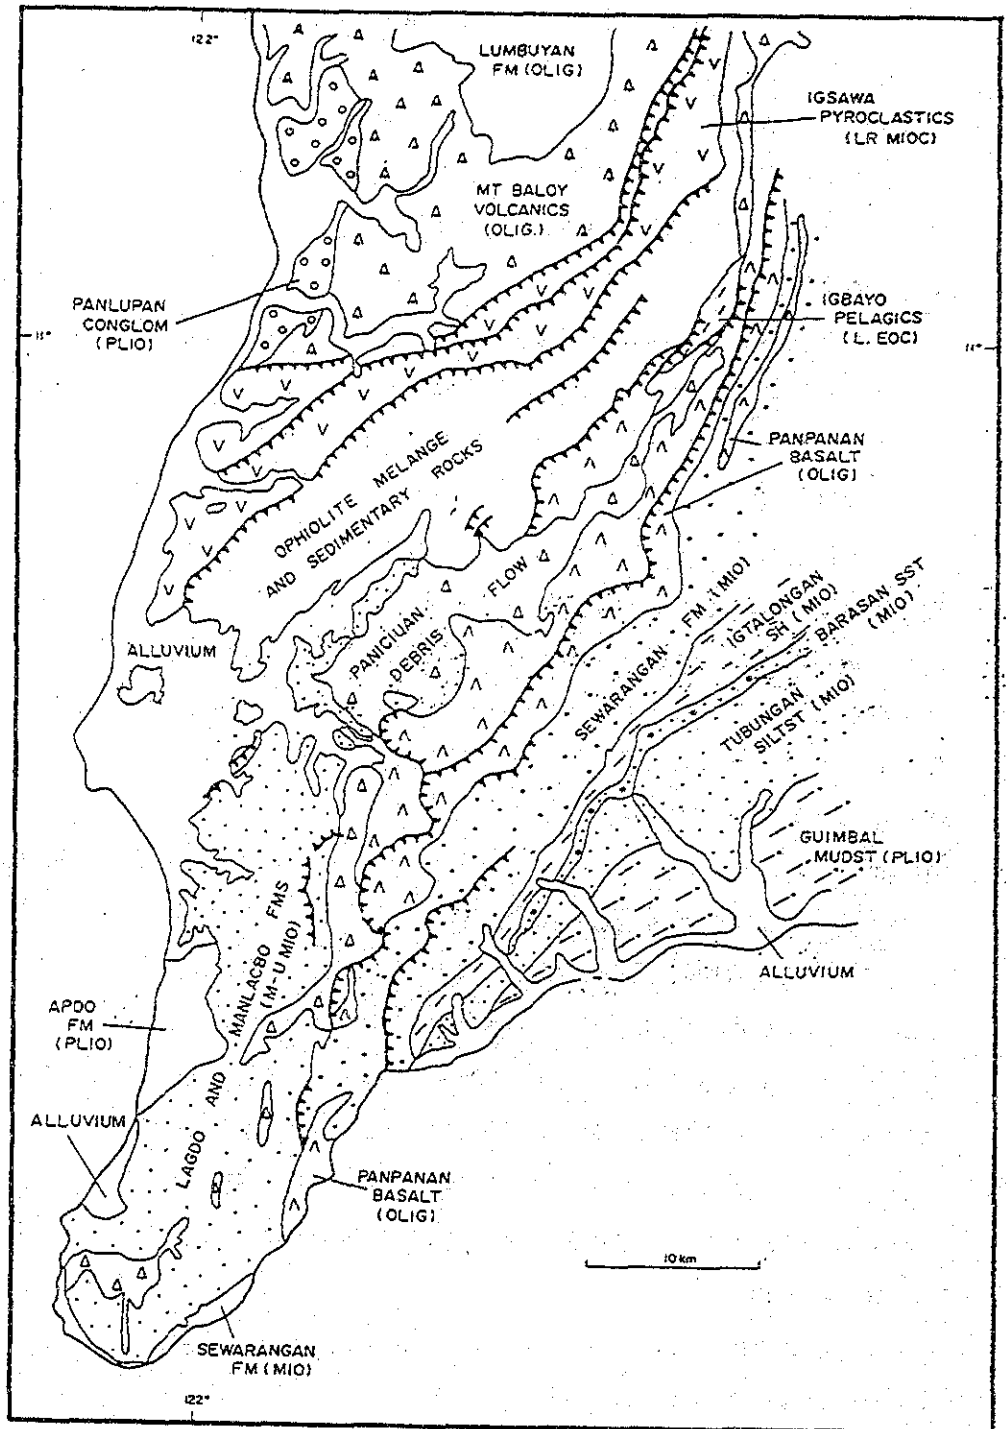 122°
LUMBUYAN
FM (OLIG)
IGSAWA
PYROCLASTICS
(LR MIOC)
MT BALOY
VOLCANICS
(OLIG.)
PANLUPAN
CONGLOM
(PLIO)
IGBAYO
PELAGICS
(L. EOC)
11°
11°
PANPANAN
BASALT
(OLIG)
OPHIOLITE MELANGE
AND SEDIMENTARY ROCKS
PANICIUAN
DEBRIS
FLOW
ALLUVIUM
SEWARANGAN FM (MIO)
IGTALONGAN
SH (MIO)
BARASAN SST
(MIO)
TUBUNGAN
SILTST (MIO)
GUIMBAL
MUDST (PLIO)
ALLUVIUM
LAGDO AND MANLACBO FMS
(M-U MIO)
APDO
FM
(PLIO)
ALLUVIUM
PANPANAN
BASALT
(OLIG)
10 km
SEWARANGAN
FM (MIO)
122°